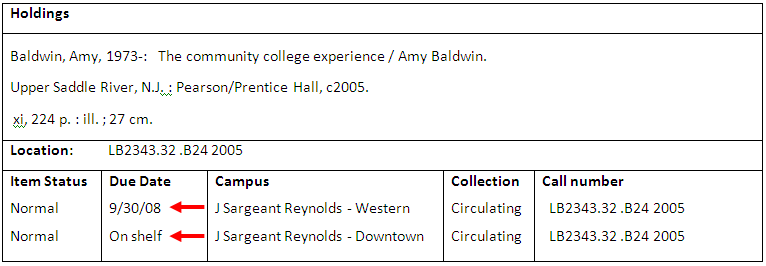 Holdings
Baldwin, Amy, 1973-: The community college experience / Amy Baldwin.
Upper Saddle River, N.J. : Pearson/Prentice Hall, c2005.
xi, 224 p. : ill. ; 27 cm.
Location: LB2343.32 .B24 2005
Item Status Due Date Campus Collection Call number
Normal 9/30/08 J Sargeant Reynolds - Western Circulating LB2343.32 .B24 2005
Normal On shelf J Sargeant Reynolds - Downtown Circulating LB2343.32 .B24 2005